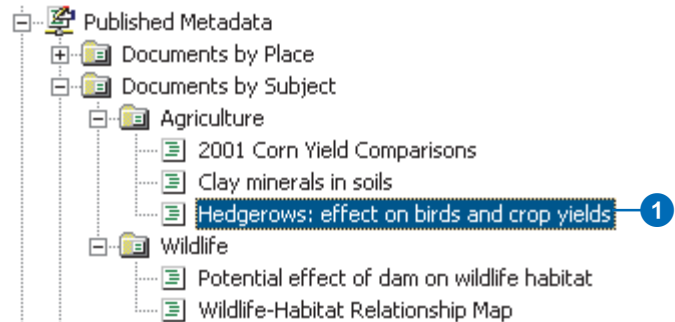 Published Metadata
Documents by Place
Documents by Subject
Agriculture
2001 Corn Yield Comparisons
Clay minerals in soils
Hedgerows: effect on birds and crop yields 1
Wildlife
Potential effect of dam on wildlife habitat
Wildlife-Habitat Relationship Map